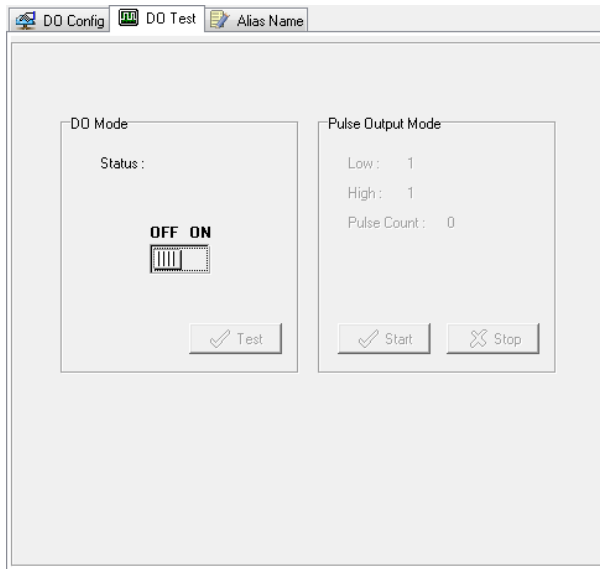 DO Config DO Test Alias Name
DO Mode
Status :
OFF ON
Test
Pulse Output Mode
Low : 1
High : 1
Pulse Count : 0
Start Stop